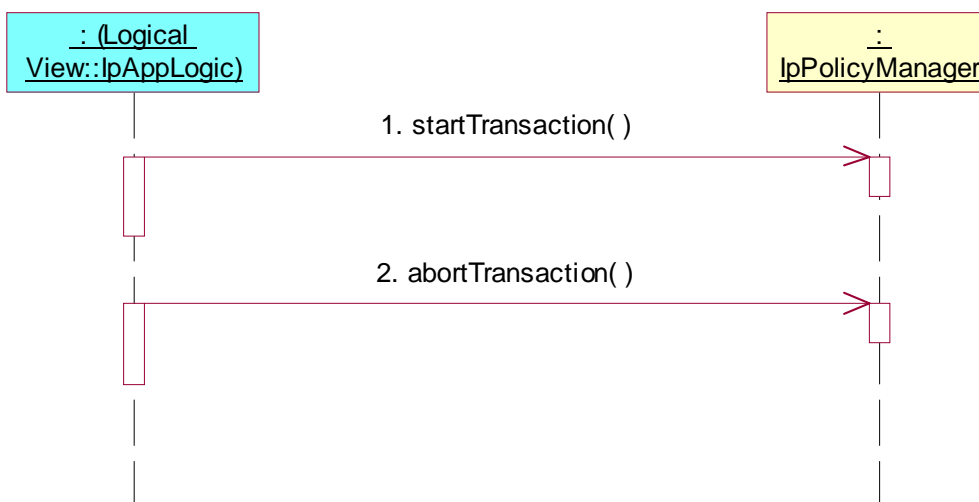 : (Logical
View::IpAppLogic)
:
IpPolicyManager
1. startTransaction( )
2. abortTransaction( )